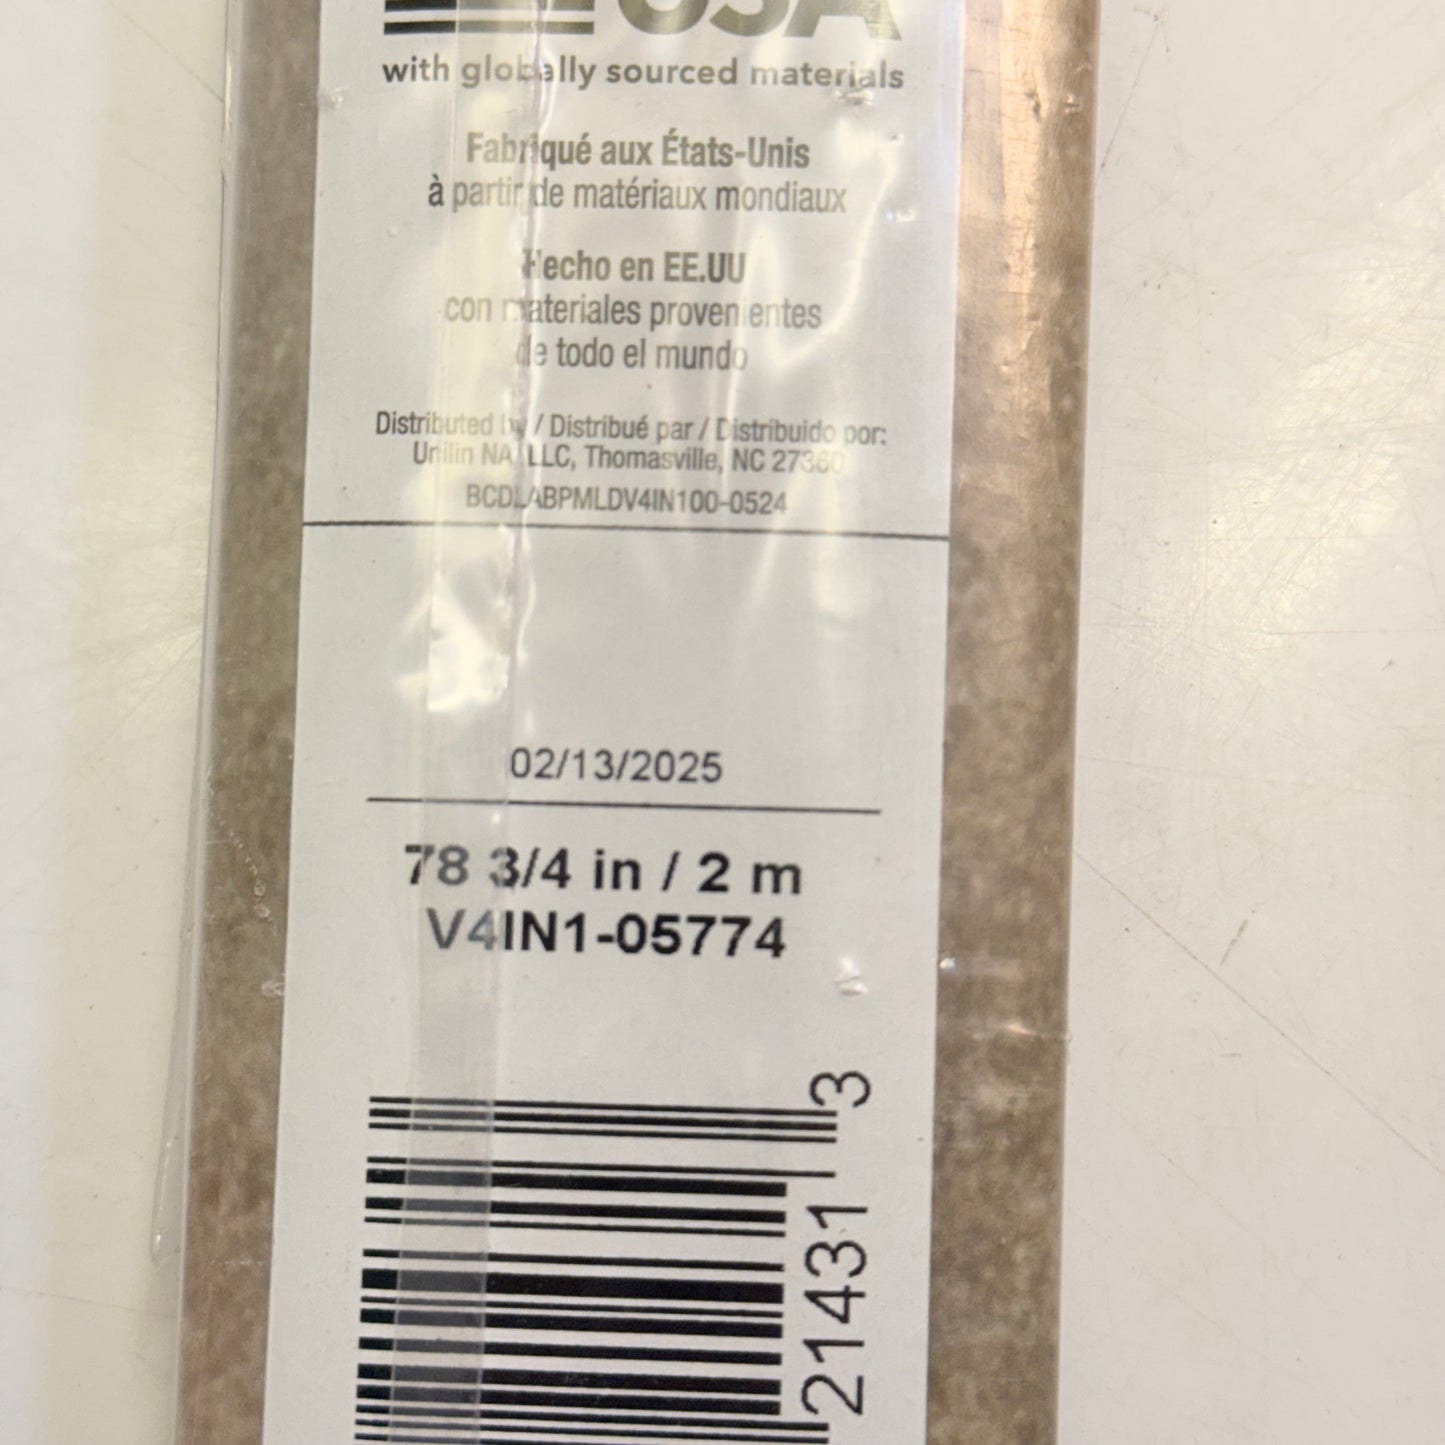 USA
with globally sourced materials
Fabriqué aux États-Unis
à partir de matériaux mondiaux
Hecho en EE.UU
con materiales provenientes
de todo el mundo
Distributed by / Distribué par / Distribuido por:
Unilin NA, LLC, Thomasville, NC 27360
BCDLABPMLDV4IN100-0524
02/13/2025
78 3/4 in / 2 m
V4IN1-05774
21431 3